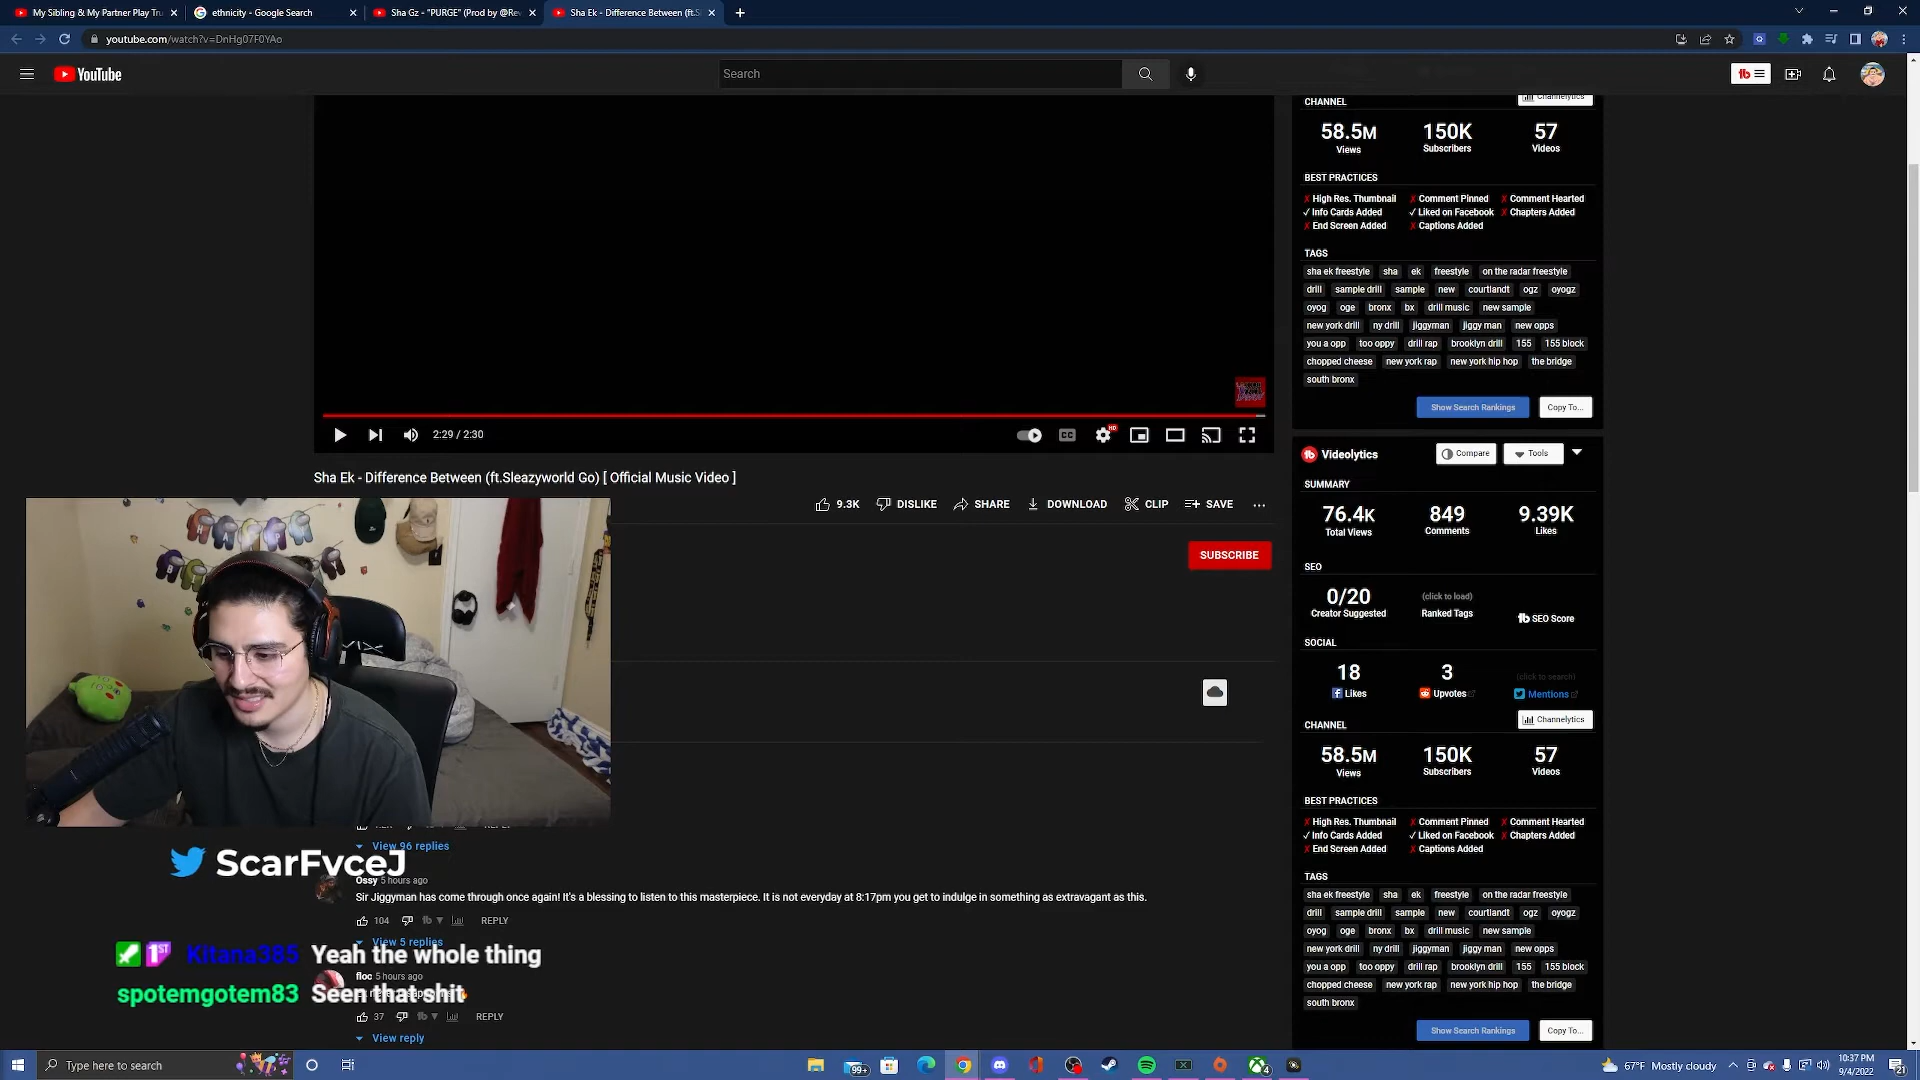 My Sibling & My Partner Play Tru
ethnicity - Google Search
Sha Gz - "PURGE" (Prod by @Rev
Sha Ek - Difference Between (ft.S
youtube.com/watch?v=DnHg07F0YAo
YouTube
Search
CHANNEL
Channelytics
58.5M
150K
57
Views
Subscribers
Videos
BEST PRACTICES
High Res. Thumbnail
Comment Pinned
Comment Hearted
Info Cards Added
Liked on Facebook
Chapters Added
End Screen Added
Captions Added
TAGS
sha ek freestyle sha ek freestyle on the radar freestyle
drill sample drill sample new courtlandt ogz oyogz
oyog oge bronx bx drill music new sample
new york drill ny drill jiggyman jiggy man new opps
you a opp too oppy drill rap brooklyn drill 155 155 block
chopped cheese new york rap new york hip hop the bridge
south bronx
Show Search Rankings
Copy To...
2:29 / 2:30
CC
HD
Sha Ek - Difference Between (ft.Sleazyworld Go) [ Official Music Video ]
9.3K
DISLIKE
SHARE
DOWNLOAD
CLIP
SAVE
SUBSCRIBE
Videolytics
Compare
Tools
SUMMARY
76.4K
849
9.39K
Total Views
Comments
Likes
SEO
0/20
(click to load)
Creator Suggested
Ranked Tags
SEO Score
SOCIAL
18
3
(click to search)
Likes
Upvotes
Mentions
CHANNEL
Channelytics
58.5M
150K
57
Views
Subscribers
Videos
BEST PRACTICES
High Res. Thumbnail
Comment Pinned
Comment Hearted
Info Cards Added
Liked on Facebook
Chapters Added
End Screen Added
Captions Added
TAGS
sha ek freestyle sha ek freestyle on the radar freestyle
drill sample drill sample new courtlandt ogz oyogz
oyog oge bronx bx drill music new sample
new york drill ny drill jiggyman jiggy man new opps
you a opp too oppy drill rap brooklyn drill 155 155 block
chopped cheese new york rap new york hip hop the bridge
south bronx
Show Search Rankings
Copy To...
View 96 replies
ScarFvceJ
Ossy 5 hours ago
Sir Jiggyman has come through once again! It's a blessing to listen to this masterpiece. It is not everyday at 8:17pm you get to indulge in something as extravagant as this.
104
REPLY
View 5 replies
1ST
Kitana385 Yeah the whole thing
floc 5 hours ago
spotemgotem83 Seen that shit
37
REPLY
View reply
Type here to search
99+
4
67°F Mostly cloudy
10:37 PM
9/4/2022
21